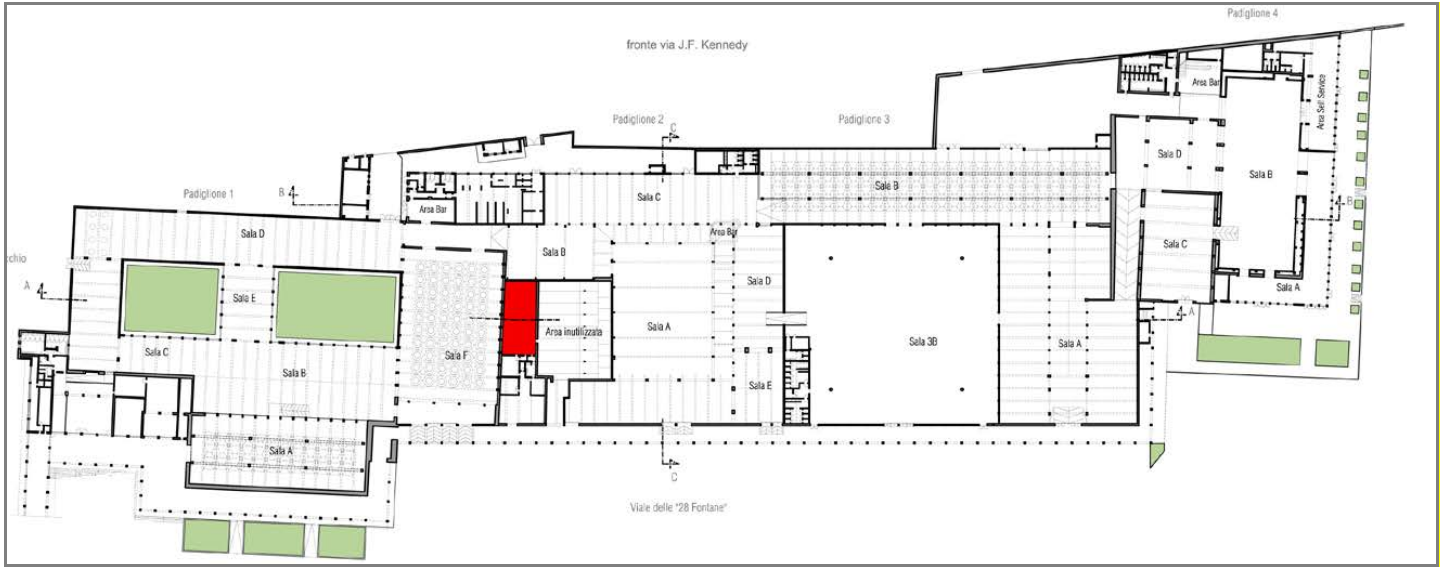 Padiglione 4
fronte via J.F. Kennedy
Area Bar
Area Self Service
Padiglione 2
C
Padiglione 3
Sala D
Sala B
Padiglione 1
B
Sala B
Sala C
Area Bar
B
Sala D
Area Bar
Sala B
Sala C
cchio
A
Sala E
Sala D
Sala A
Area inutilizzata
Sala A
A
Sala C
Sala F
Sala 3B
Sala A
Sala B
Sala E
Sala A
C
Viale delle "28 Fontane"